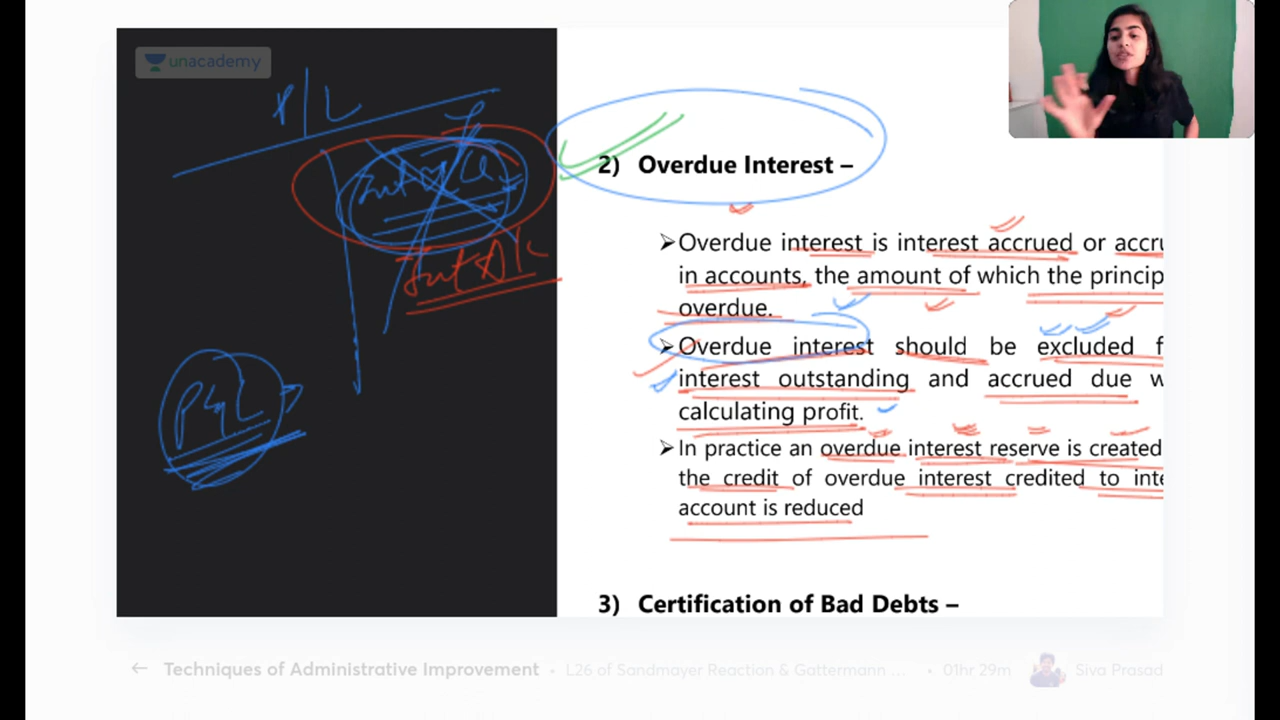 unacademy
P/L
Int A/c
P&L
2) Overdue Interest –
➤Overdue interest is interest accrued or accru
in accounts, the amount of which the princip
overdue.
➤Overdue interest should be excluded f
interest outstanding and accrued due w
calculating profit.
➤In practice an overdue interest reserve is created
the credit of overdue interest credited to inte
account is reduced
3) Certification of Bad Debts –
← Techniques of Administrative Improvement • L26 of Sandmayer Reaction & Gattermann ... • 01hr 29m Siva Prasad